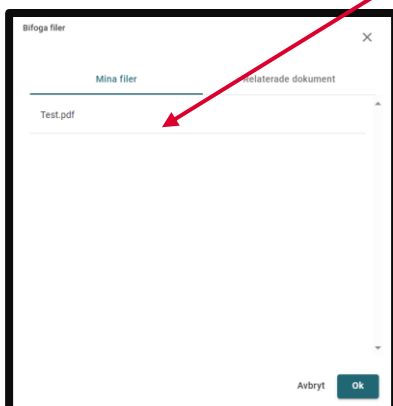 Bifoga filer
Mina filer Relaterade dokument
Test.pdf
Avbryt Ok